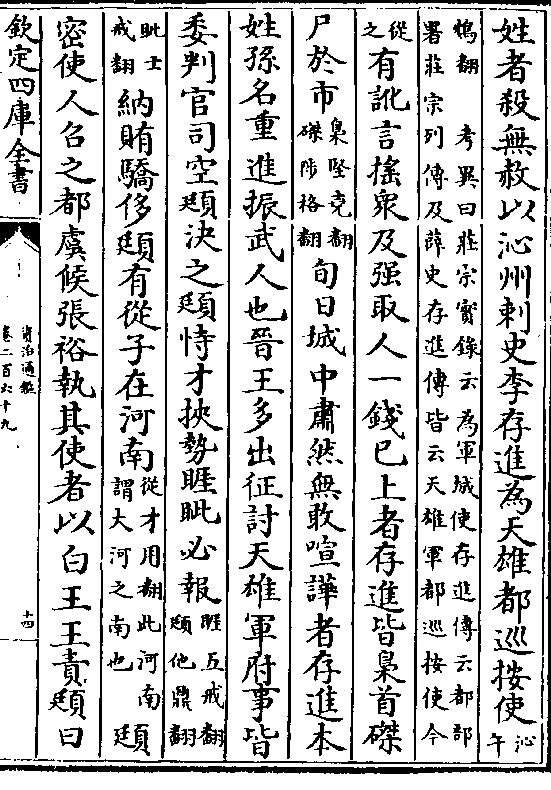 姓者殺無赦以沁州刺史李存進為天雄都巡按使沁午
鴆翻　考異曰莊宗實錄云為軍城使存進傳云都部
署莊宗列傳及薛史存進傳皆云天雄軍都巡按使今
從之有訛言搖衆及强取人一錢已上者存進皆梟首磔
尸於市梟堅堯翻磔陟格翻旬日城中肅然無敢喧譁者存進本
姓孫名重進振武人也晉王多出征討天雄軍府事皆
委判官司空頲決之頲恃才挾勢睚眦必報睚五戒翻眦士戒翻頲他鼎翻
納賄驕侈頲有從子在河南從才用翻此河南謂大河之南也頲
密使人召之都虞候張裕執其使者以白王王責頲曰
欽定四庫全書
資治通鑑
卷二百六十九
十四